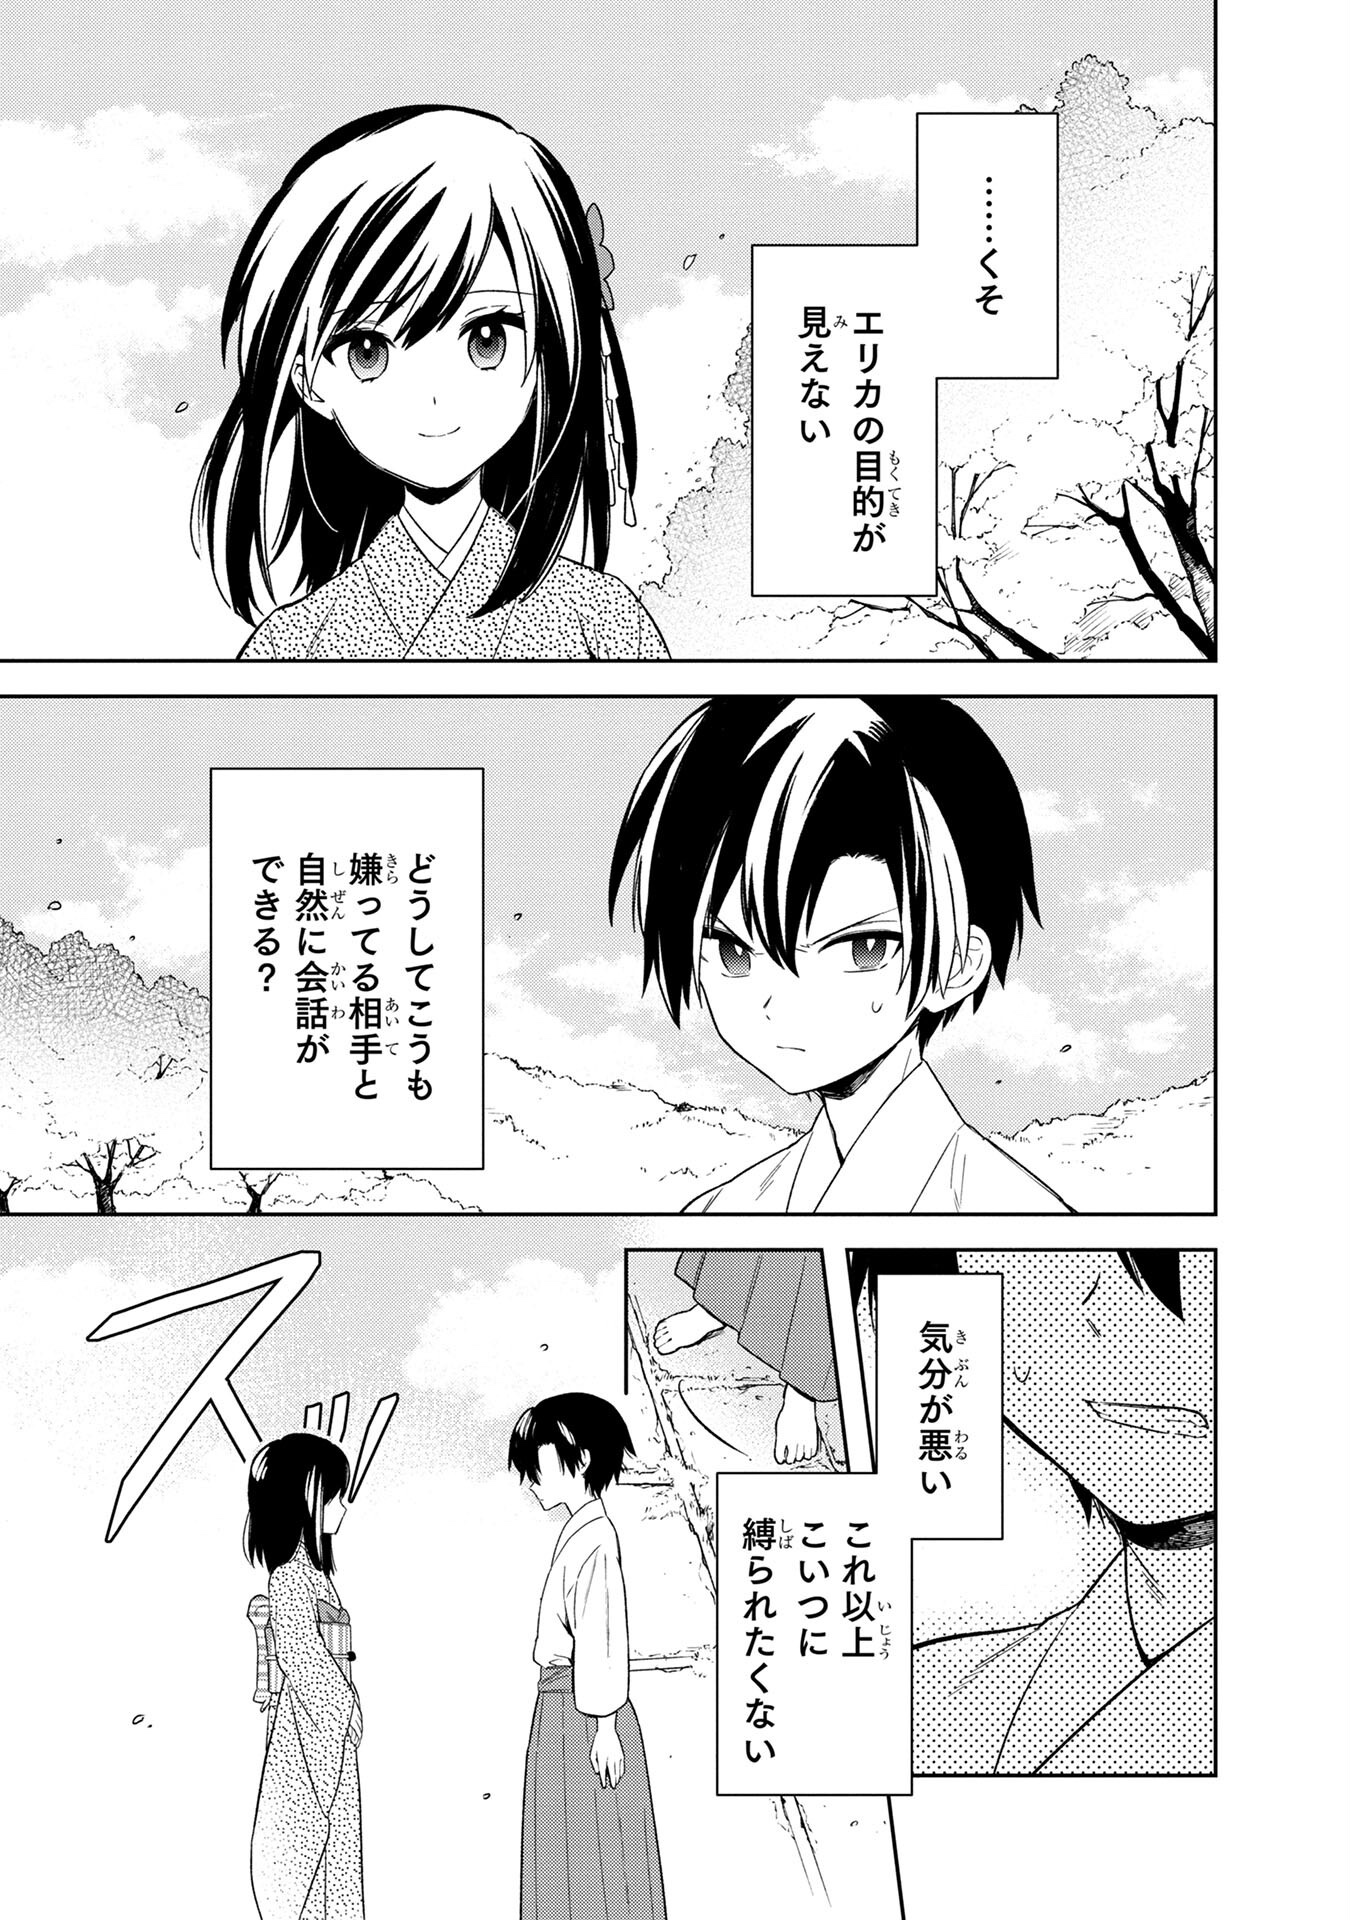 ……くそ
エリカの目的が
見えない
どうしてこうも
嫌ってる相手と
自然に会話が
できる？
気分が悪い
これ以上
こいつに
縛られたくない
ズイッ